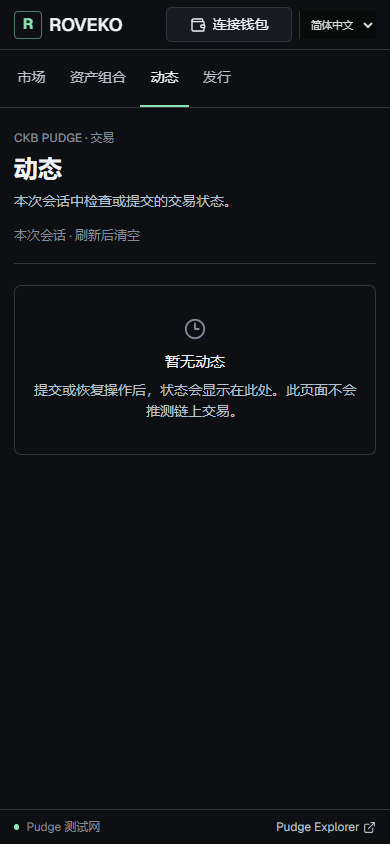 R ROVEKO 连接钱包 简体中文
市场 资产组合 动态 发行
CKB PUDGE · 交易
动态
本次会话中检查或提交的交易状态。
本次会话 · 刷新后清空
暂无动态
提交或恢复操作后，状态会显示在此处。此页面不会
推测链上交易。
Pudge 测试网 Pudge Explorer